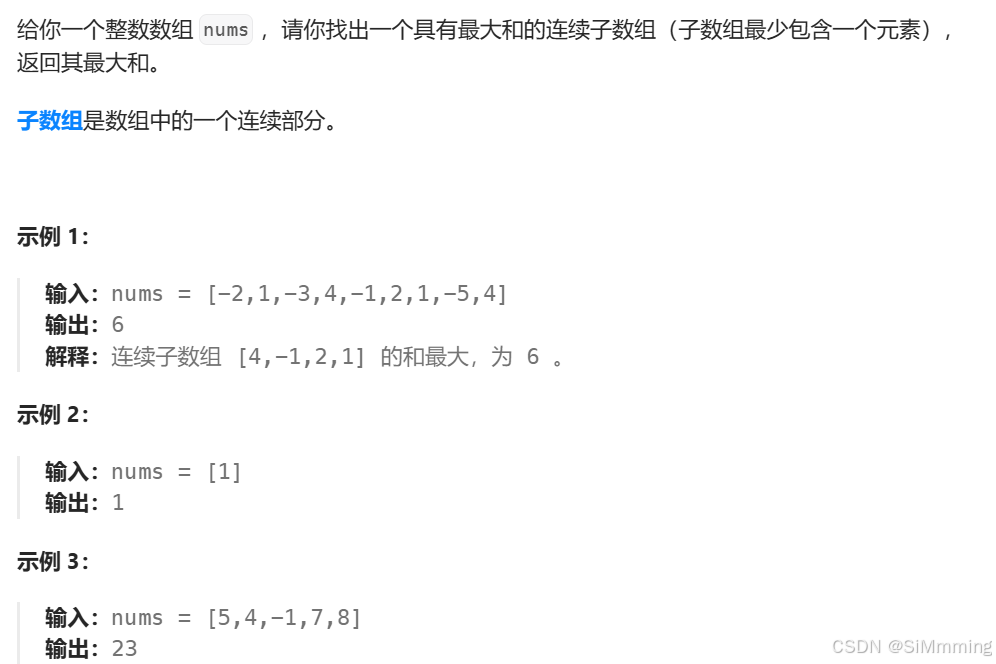 给你一个整数数组 nums ，请你找出一个具有最大和的连续子数组（子数组最少包含一个元素），
返回其最大和。
子数组是数组中的一个连续部分。
示例 1：
输入：nums = [-2,1,-3,4,-1,2,1,-5,4]
输出：6
解释：连续子数组 [4,-1,2,1] 的和最大，为 6 。
示例 2：
输入：nums = [1]
输出：1
示例 3：
输入：nums = [5,4,-1,7,8]
输出：23
CSDN @SiMmming